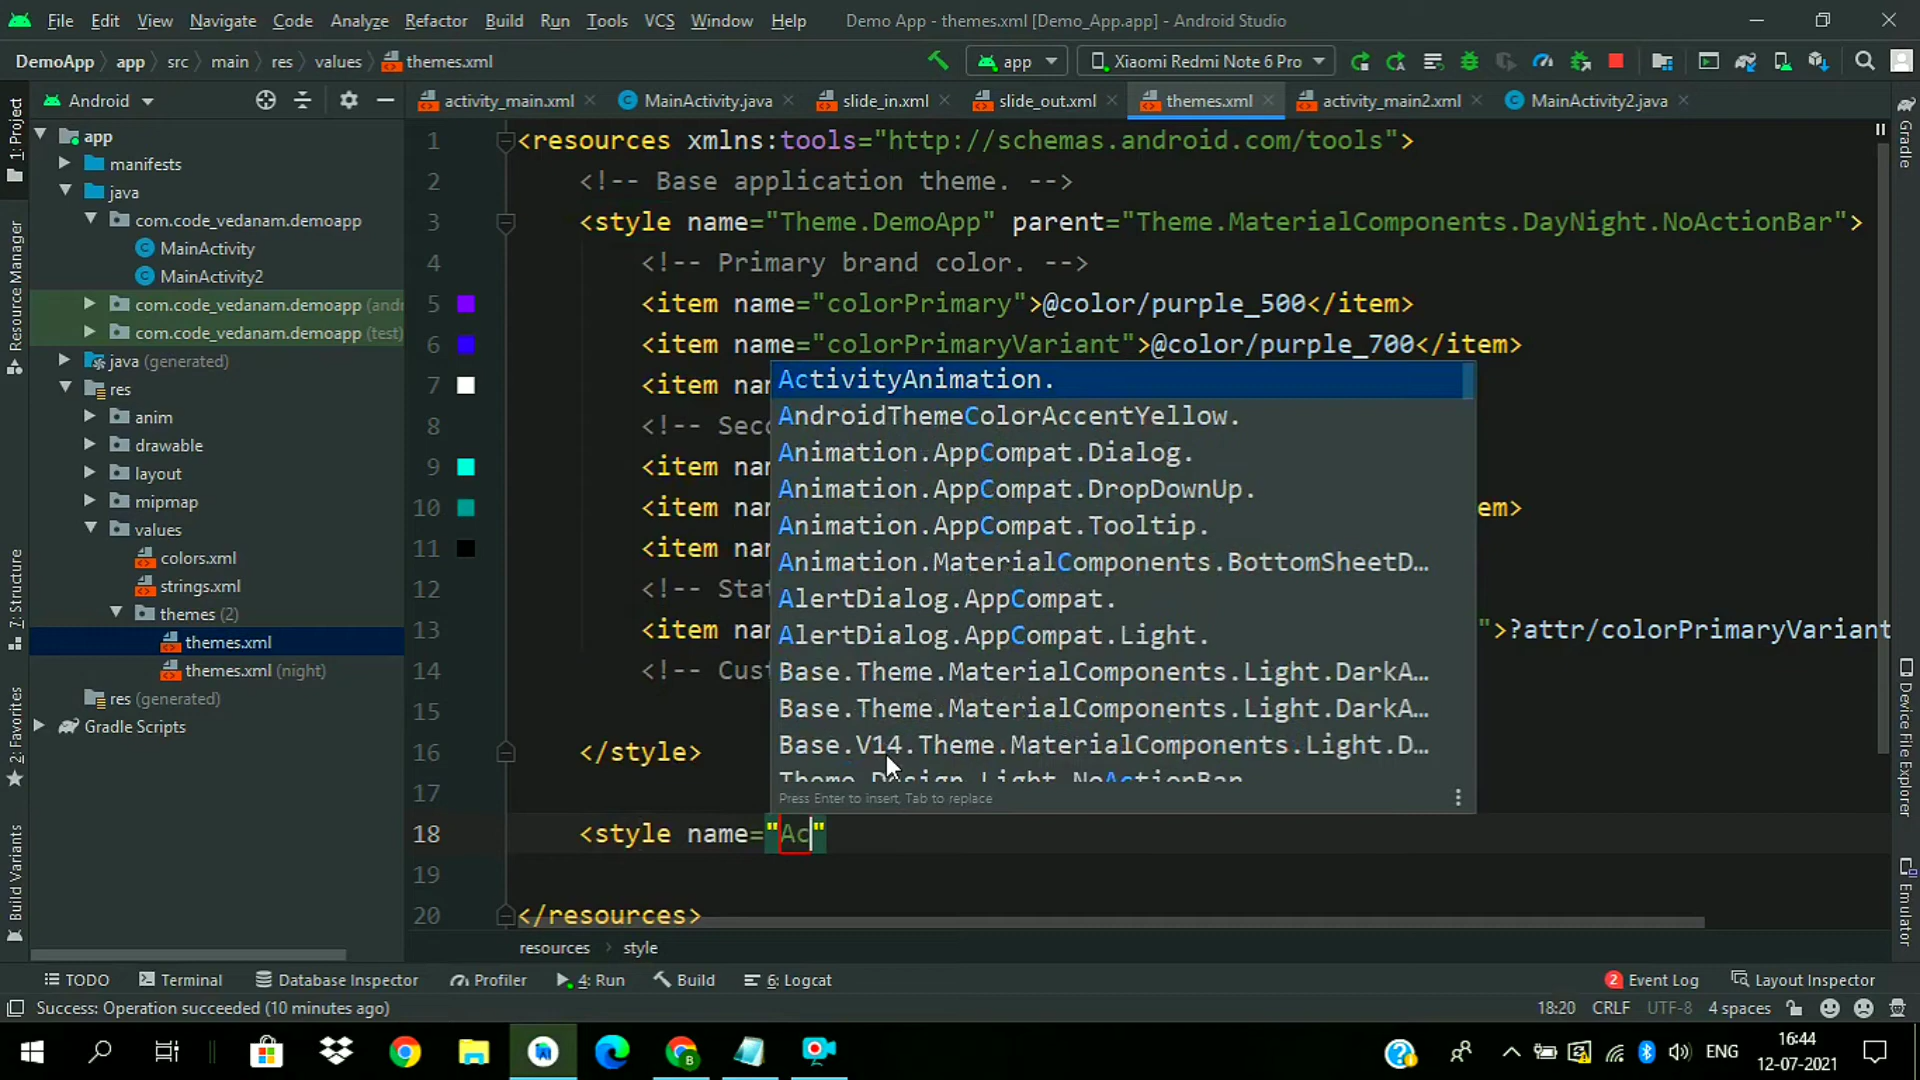 File Edit View Navigate Code Analyze Refactor Build Run Tools VCS Window Help Demo App - themes.xml [Demo_App.app] - Android Studio
DemoApp app src main res values themes.xml app Xiaomi Redmi Note 6 Pro
Android
activity_main.xml MainActivity.java slide_in.xml slide_out.xml themes.xml activity_main2.xml MainActivity2.java
1: Project
Resource Manager
7: Structure
2: Favorites
Build Variants
app
manifests
java
com.code_vedanam.demoapp
MainActivity
MainActivity2
com.code_vedanam.demoapp (andr
com.code_vedanam.demoapp (test)
java (generated)
res
anim
drawable
layout
mipmap
values
colors.xml
strings.xml
themes (2)
themes.xml
themes.xml (night)
res (generated)
Gradle Scripts
1 <resources xmlns:tools="http://schemas.android.com/tools">
2 <!-- Base application theme. -->
3 <style name="Theme.DemoApp" parent="Theme.MaterialComponents.DayNight.NoActionBar">
4 <!-- Primary brand color. -->
5 <item name="colorPrimary">@color/purple_500</item>
6 <item name="colorPrimaryVariant">@color/purple_700</item>
7 <item na
8 <!-- Sec
9 <item na
10 <item na em>
11 <item na
12 <!-- Sta
13 <item na ">?attr/colorPrimaryVariant
14 <!-- Cus
15
16 </style>
17
18 <style name="Ac"
19
20 </resources>
ActivityAnimation.
AndroidThemeColorAccentYellow.
Animation.AppCompat.Dialog.
Animation.AppCompat.DropDownUp.
Animation.AppCompat.Tooltip.
Animation.MaterialComponents.BottomSheetD…
AlertDialog.AppCompat.
AlertDialog.AppCompat.Light.
Base.Theme.MaterialComponents.Light.DarkA…
Base.Theme.MaterialComponents.Light.DarkA…
Base.V14.Theme.MaterialComponents.Light.D…
Theme.Design.Light.NoActionBar
Press Enter to insert, Tab to replace
Gradle
Device File Explorer
Emulator
resources style
TODO Terminal Database Inspector Profiler 4: Run Build 6: Logcat 2 Event Log Layout Inspector
Success: Operation succeeded (10 minutes ago) 18:20 CRLF UTF-8 4 spaces
ENG 16:44
12-07-2021